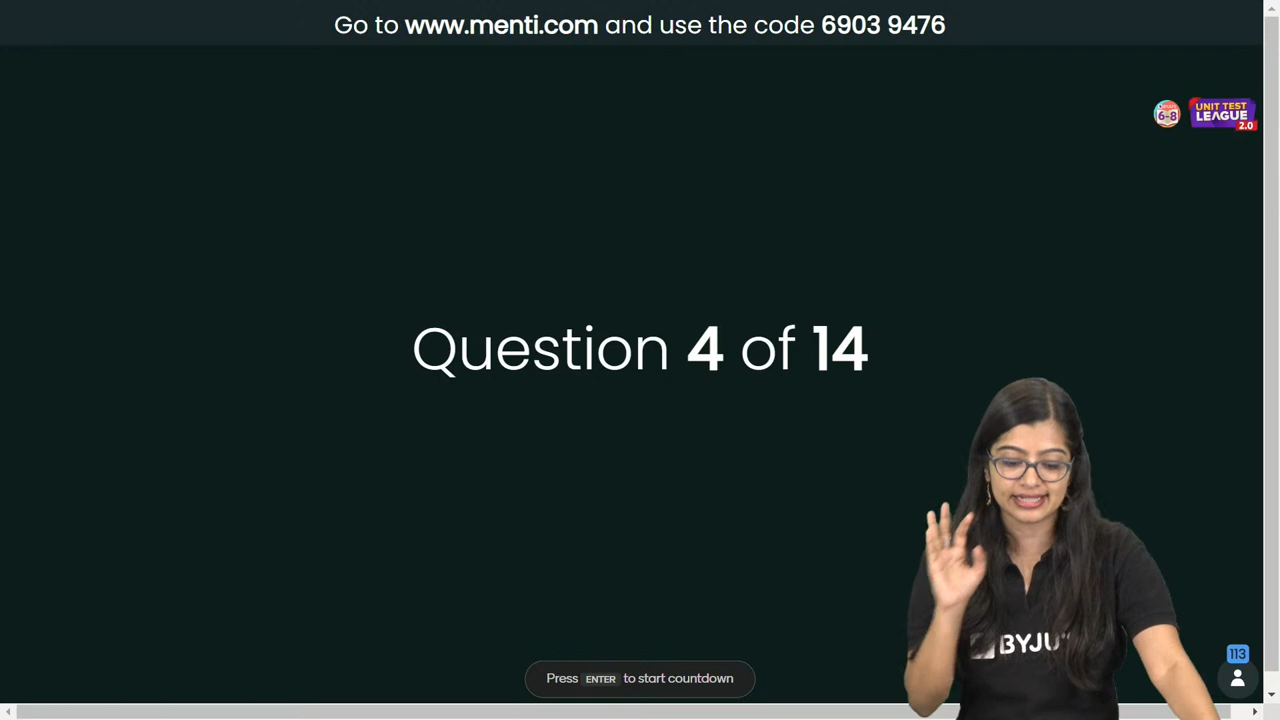 Go to www.menti.com and use the code 6903 9476
6-8
UNIT TEST
LEAGUE
2.0
Question 4 of 14
BYJU'
113
Press ENTER to start countdown